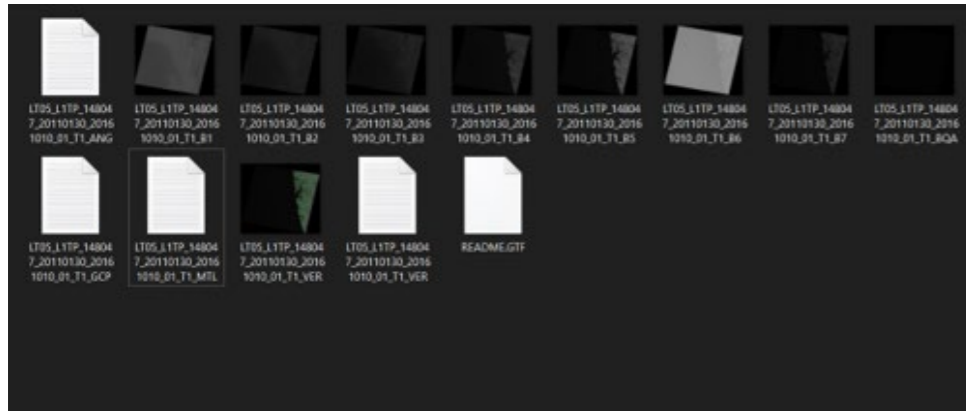 LT05_L1TP_14804
7_20110130_2016
1010_01_T1_ANG
LT05_L1TP_14804
7_20110130_2016
1010_01_T1_B1
LT05_L1TP_14804
7_20110130_2016
1010_01_T1_B2
LT05_L1TP_14804
7_20110130_2016
1010_01_T1_B3
LT05_L1TP_14804
7_20110130_2016
1010_01_T1_B4
LT05_L1TP_14804
7_20110130_2016
1010_01_T1_B5
LT05_L1TP_14804
7_20110130_2016
1010_01_T1_B6
LT05_L1TP_14804
7_20110130_2016
1010_01_T1_B7
LT05_L1TP_14804
7_20110130_2016
1010_01_T1_BQA
LT05_L1TP_14804
7_20110130_2016
1010_01_T1_GCP
LT05_L1TP_14804
7_20110130_2016
1010_01_T1_MTL
LT05_L1TP_14804
7_20110130_2016
1010_01_T1_VER
LT05_L1TP_14804
7_20110130_2016
1010_01_T1_VER
README.GTF